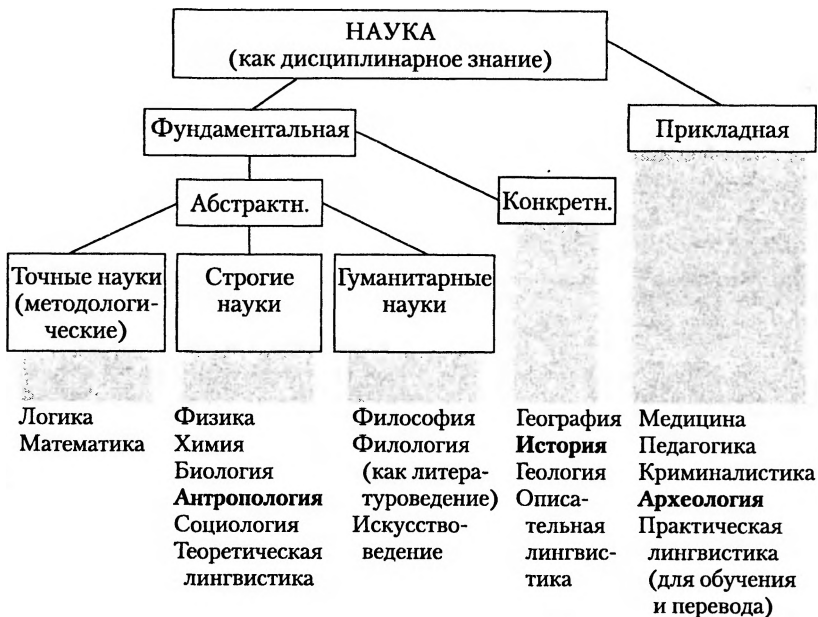 НАУКА
(как дисциплинарное знание)
Фундаментальная
Прикладная
Абстрактн.
Конкретн.
Точные науки
(методологи-
ческие)
Строгие
науки
Гуманитарные
науки
Логика
Математика
Физика
Химия
Биология
Антропология
Социология
Теоретическая
лингвистика
Философия
Филология
(как литера-
туроведение)
Искусство-
ведение
География
История
Геология
Описа-
тельная
лингвис-
тика
Медицина
Педагогика
Криминалистика
Археология
Практическая
лингвистика
(для обучения
и перевода)